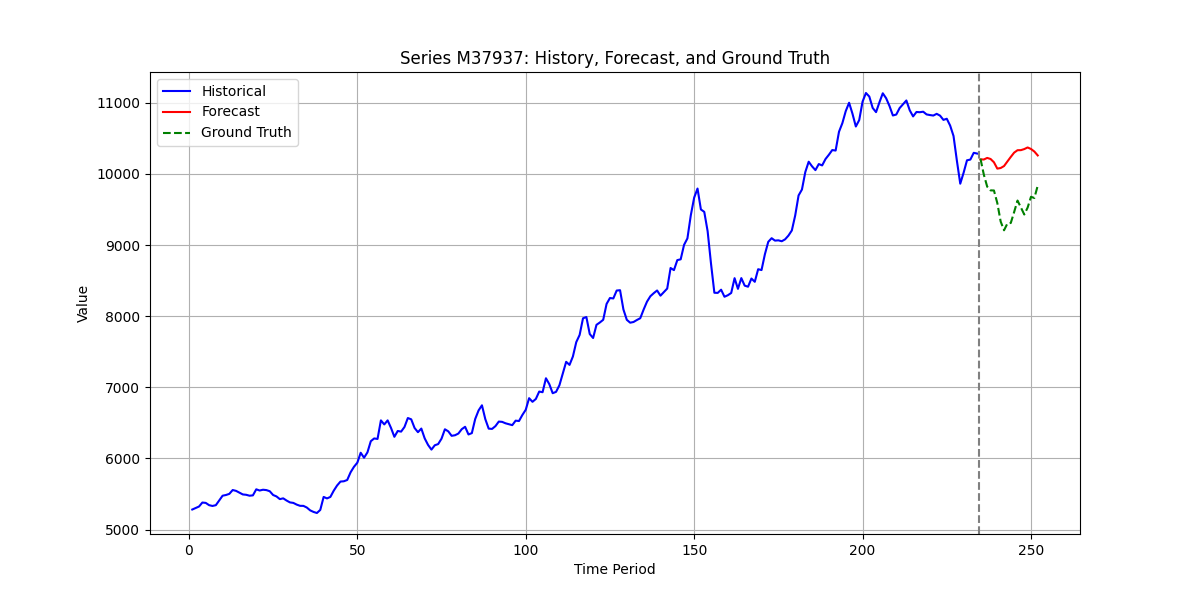 Series M37937: History, Forecast, and Ground Truth
Historical
Forecast
Ground Truth
11000
10000
9000
8000
7000
6000
5000
Value
0 50 100 150 200 250
Time Period